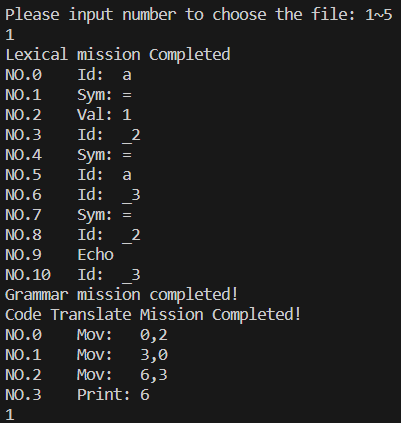 Please input number to choose the file: 1~5
1
Lexical mission Completed
NO.0 Id: a
NO.1 Sym: =
NO.2 Val: 1
NO.3 Id: _2
NO.4 Sym: =
NO.5 Id: a
NO.6 Id: _3
NO.7 Sym: =
NO.8 Id: _2
NO.9 Echo
NO.10 Id: _3
Grammar mission completed!
Code Translate Mission Completed!
NO.0 Mov: 0,2
NO.1 Mov: 3,0
NO.2 Mov: 6,3
NO.3 Print: 6
1